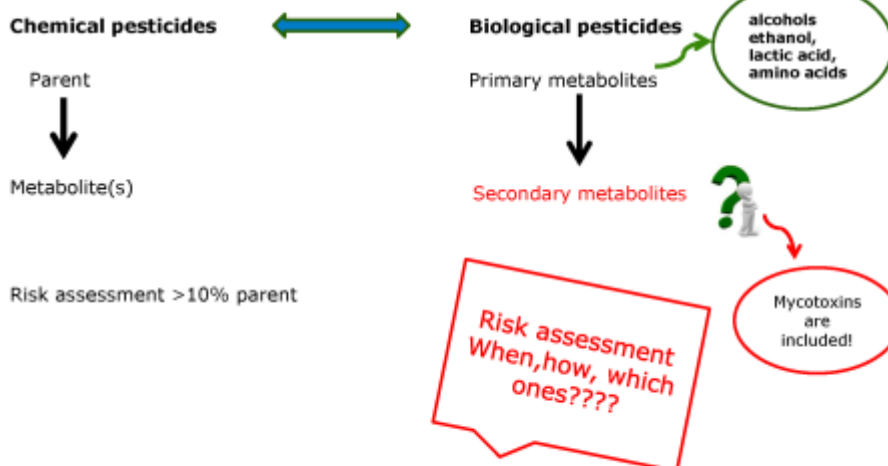 Chemical pesticides
Biological pesticides
alcohols
ethanol,
lactic acid,
amino acids
Parent
Primary metabolites
Metabolite(s)
Secondary metabolites
?
Risk assessment >10% parent
Risk assessment
When,how, which
ones????
Mycotoxins
are
included!